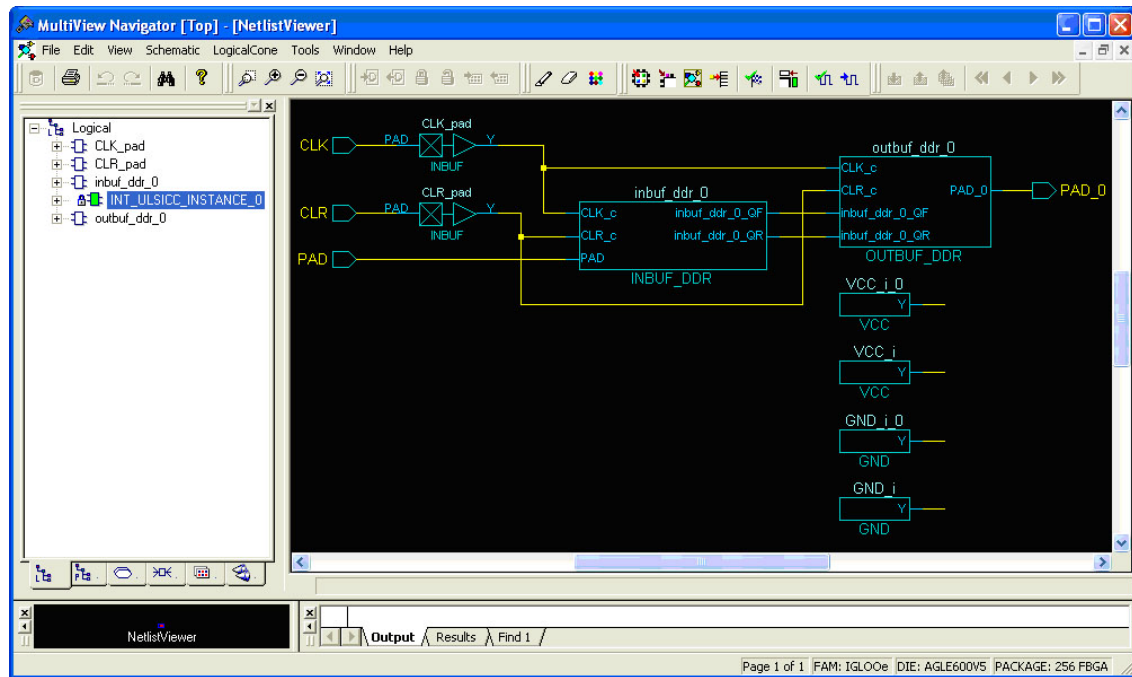 MultiView Navigator [Top] - [NetlistViewer]
File Edit View Schematic LogicalCone Tools Window Help
Logical
CLK_pad
CLR_pad
inbuf_ddr_0
INT_ULSICC_INSTANCE_0
outbuf_ddr_0
CLK
PAD
CLK_pad
Y
INBUF
CLR
PAD
CLR_pad
Y
INBUF
PAD
inbuf_ddr_0
CLK_c inbuf_ddr_0_QF
CLR_c inbuf_ddr_0_QR
PAD
INBUF_DDR
outbuf_ddr_0
CLK_c
CLR_c PAD_0
inbuf_ddr_0_QF
inbuf_ddr_0_QR
OUTBUF_DDR
PAD_0
VCC_i_0
Y
VCC
VCC_i
Y
VCC
GND_i_0
Y
GND
GND_i
Y
GND
NetlistViewer
Output Results Find 1
Page 1 of 1 FAM: IGLOOe DIE: AGLE600V5 PACKAGE: 256 FBGA